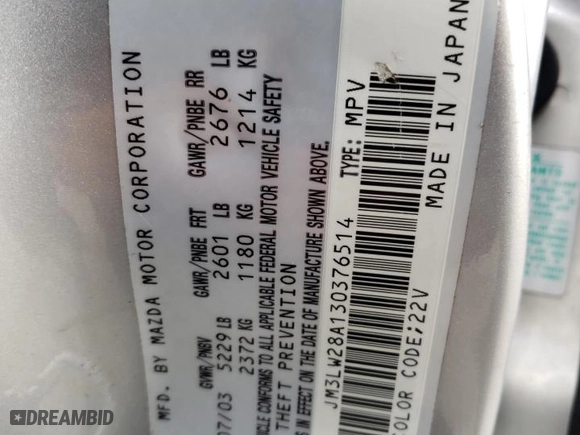 MFD. BY MAZDA MOTOR CORPORATION
GVWR/PNBV GAWR/PNBE FRT GAWR/PNBE RR
07/03 5229 LB 2601 LB 2676 LB
2372 KG 1180 KG 1214 KG
VEHICLE CONFORMS TO ALL APPLICABLE FEDERAL MOTOR VEHICLE SAFETY
THEFT PREVENTION
IN EFFECT ON THE DATE OF MANUFACTURE SHOWN ABOVE.
JM3LW28A130376514 TYPE: MPV
OLOR CODE;22V MADE IN JAPAN
DREAMBID